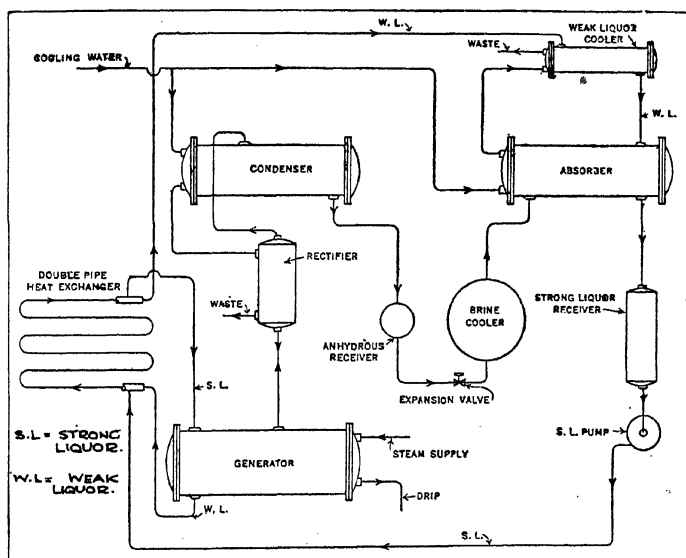 W. L.
WEAK LIQUOR
COOLER
WASTE
COOLING WATER
W. L.
CONDENSER
ABSORBER
RECTIFIER
DOUBLE PIPE
HEAT EXCHANGER
WASTE
ANHYDROUS
RECEIVER
BRINE
COOLER
STRONG LIQUOR
RECEIVER
EXPANSION VALVE
S. L.
S.L = STRONG
LIQUOR.
W.L = WEAK
LIQUOR.
GENERATOR
STEAM SUPPLY
S. L. PUMP
DRIP
W. L.
S. L.